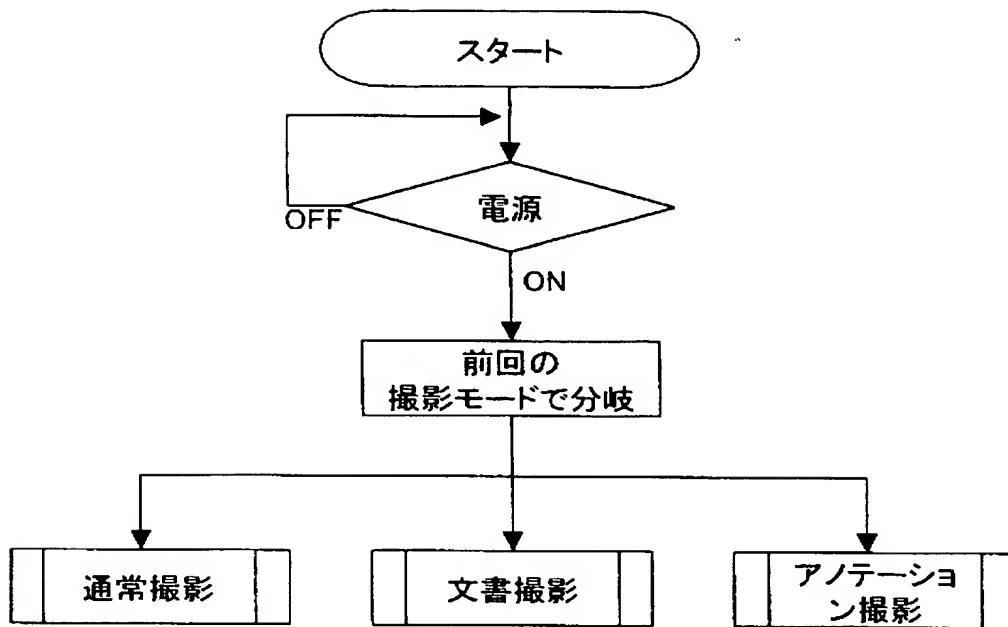 スタート
電源
OFF
ON
前回の
撮影モードで分岐
通常撮影
文書撮影
アノテーショ
ン撮影